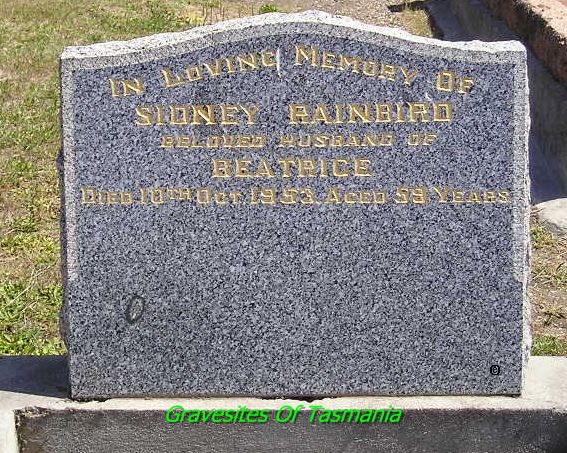 In Loving Memory Of
SIDNEY RAINBIRD
BELOVED HUSBAND OF
BEATRICE
Died 10th Oct 1953 Aged 59 Years
Gravesites Of Tasmania